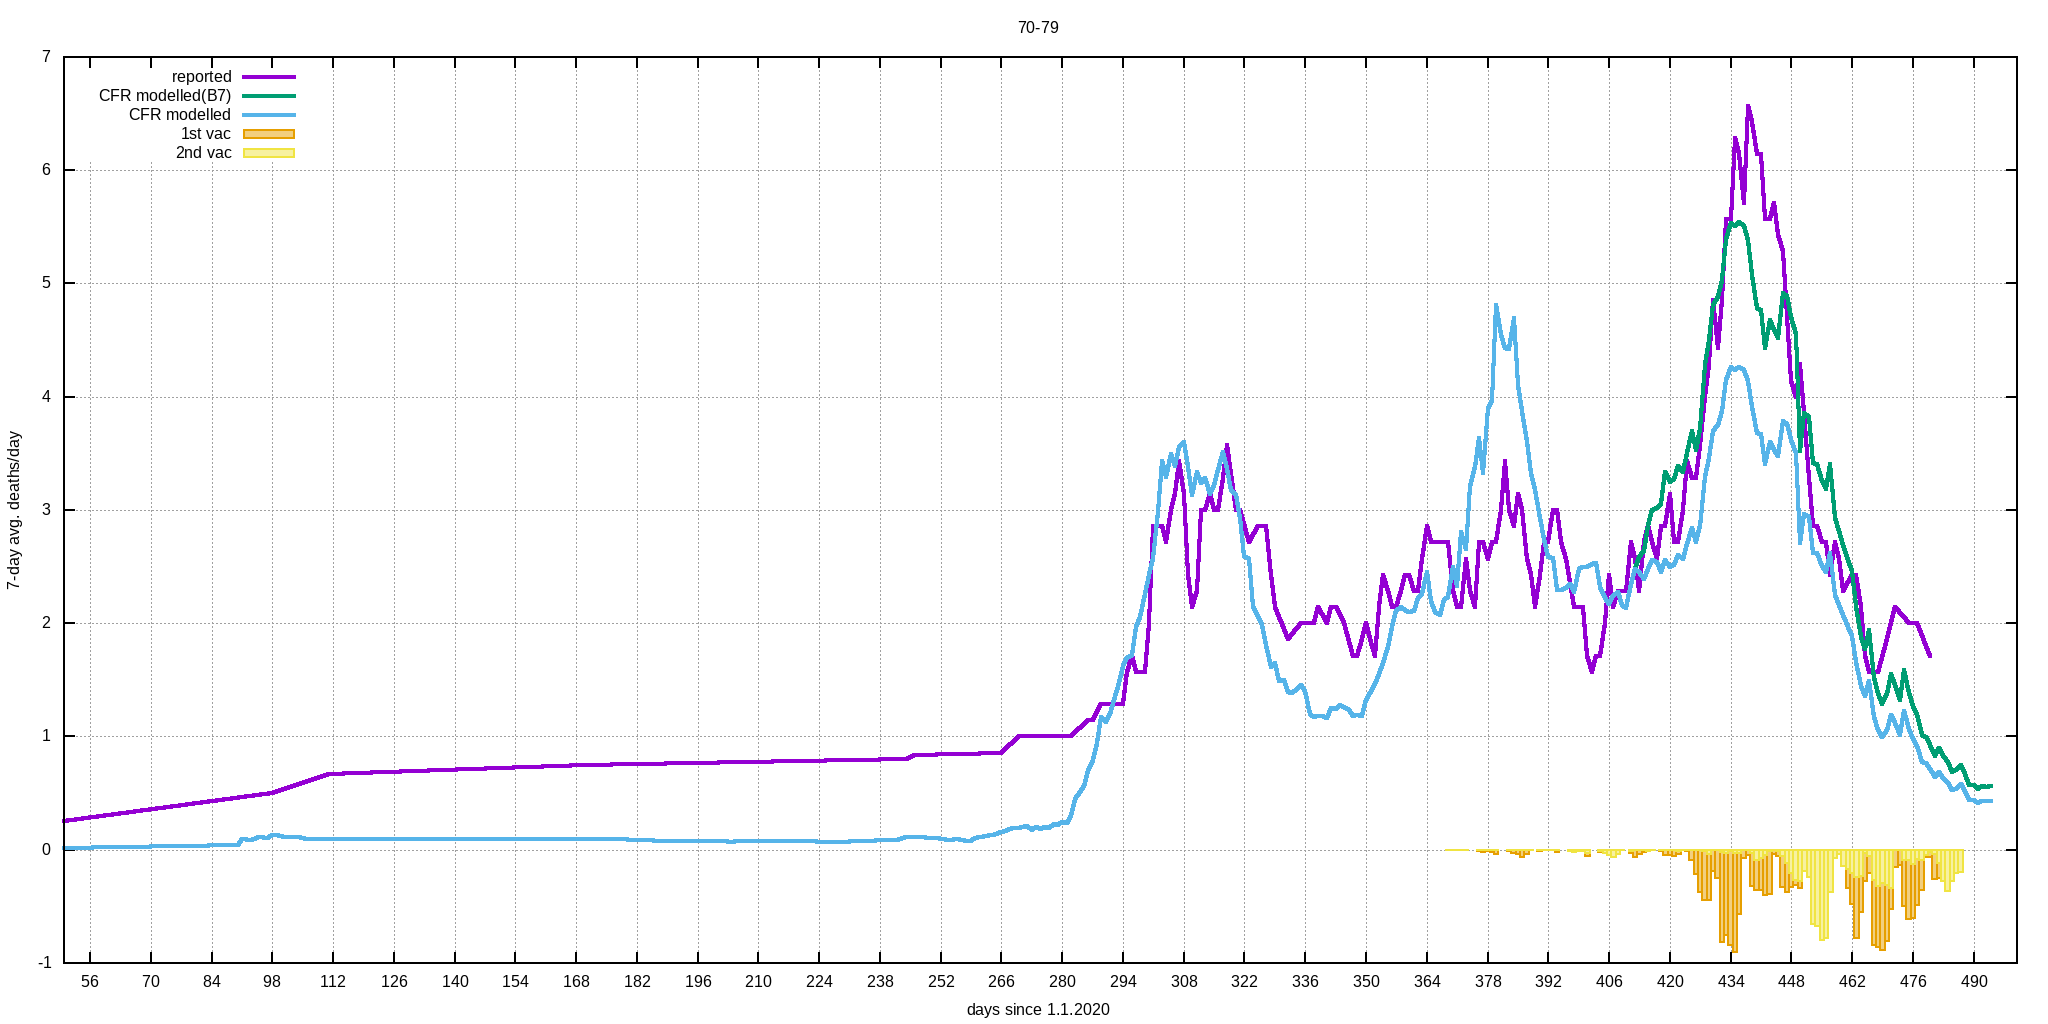 70-79
7
6
5
4
3
2
1
0
-1
7-day avg. deaths/day
reported
CFR modelled(B7)
CFR modelled
1st vac
2nd vac
56 70 84 98 112 126 140 154 168 182 196 210 224 238 252 266 280 294 308 322 336 350 364 378 392 406 420 434 448 462 476 490
days since 1.1.2020